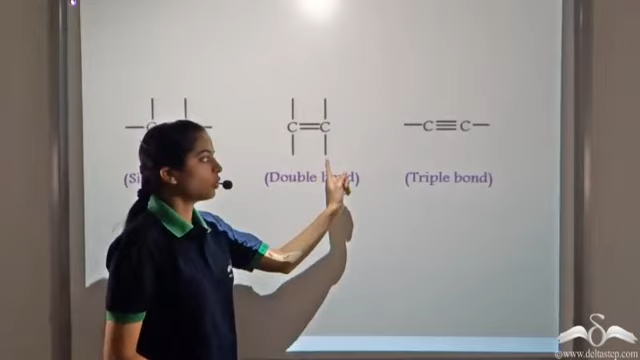 C=C
—C≡C—
(Double bond)
(Triple bond)
©www.deltastep.com